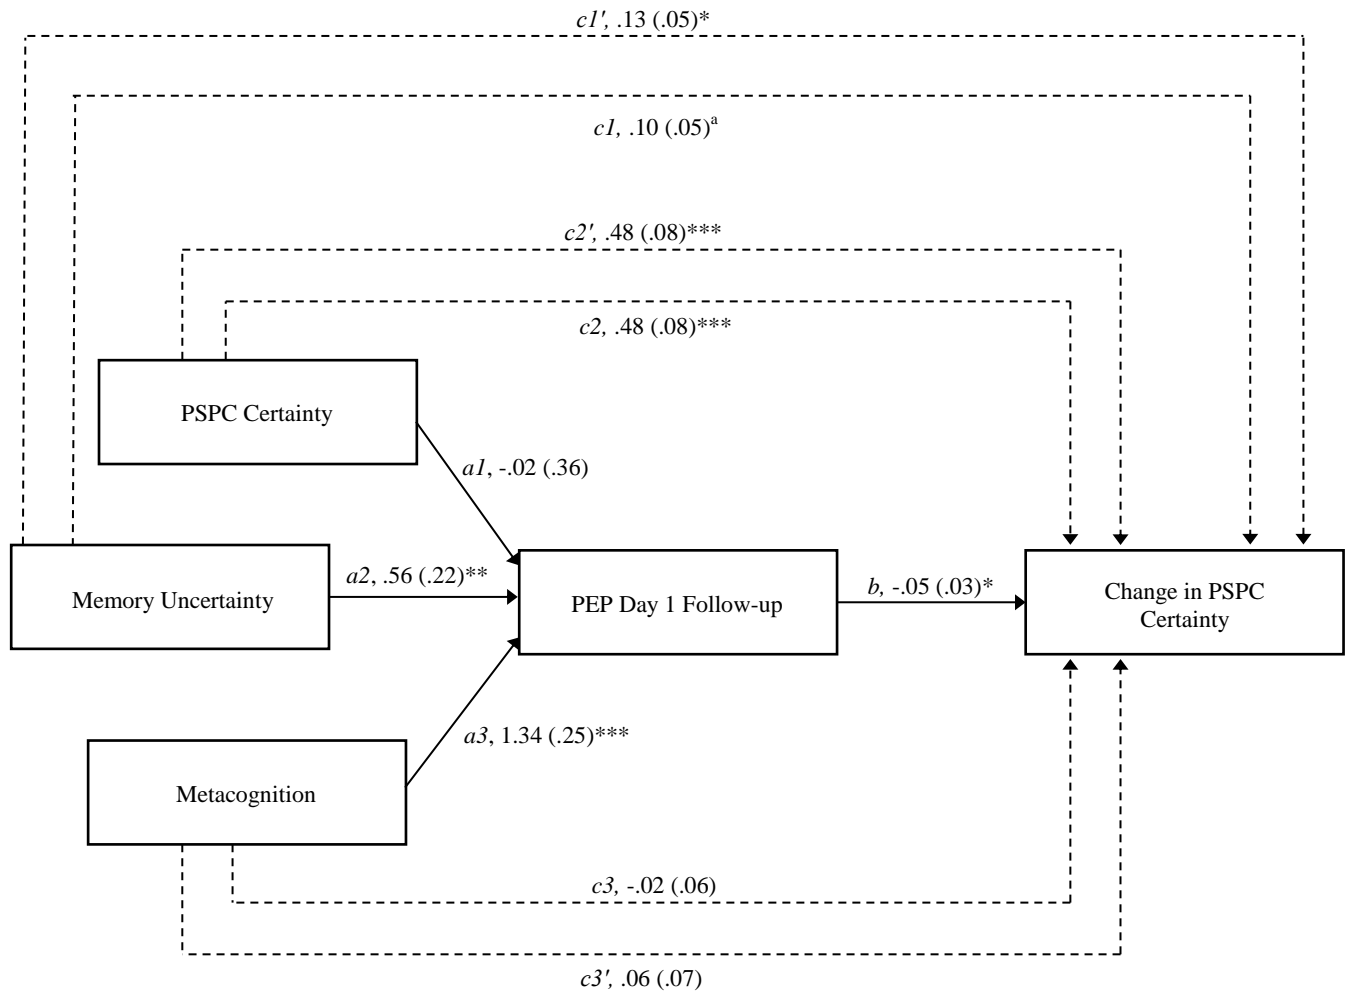 c1', .13 (.05)*
c1, .10 (.05)a
c2', .48 (.08)***
c2, .48 (.08)***
PSPC Certainty
a1, -.02 (.36)
Memory Uncertainty
a2, .56 (.22)**
PEP Day 1 Follow-up
b, -.05 (.03)*
Change in PSPC
Certainty
a3, 1.34 (.25)***
Metacognition
c3, -.02 (.06)
c3', .06 (.07)